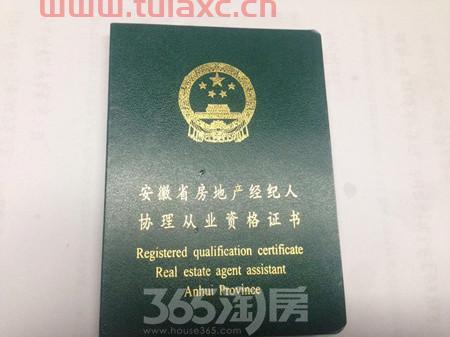 www.tulaxc.cn
安徽省房地产经纪人
协理从业资格证书
Registered qualification certificate
Real estate agent assistant
Anhui Province
365淘房
www.house365.com